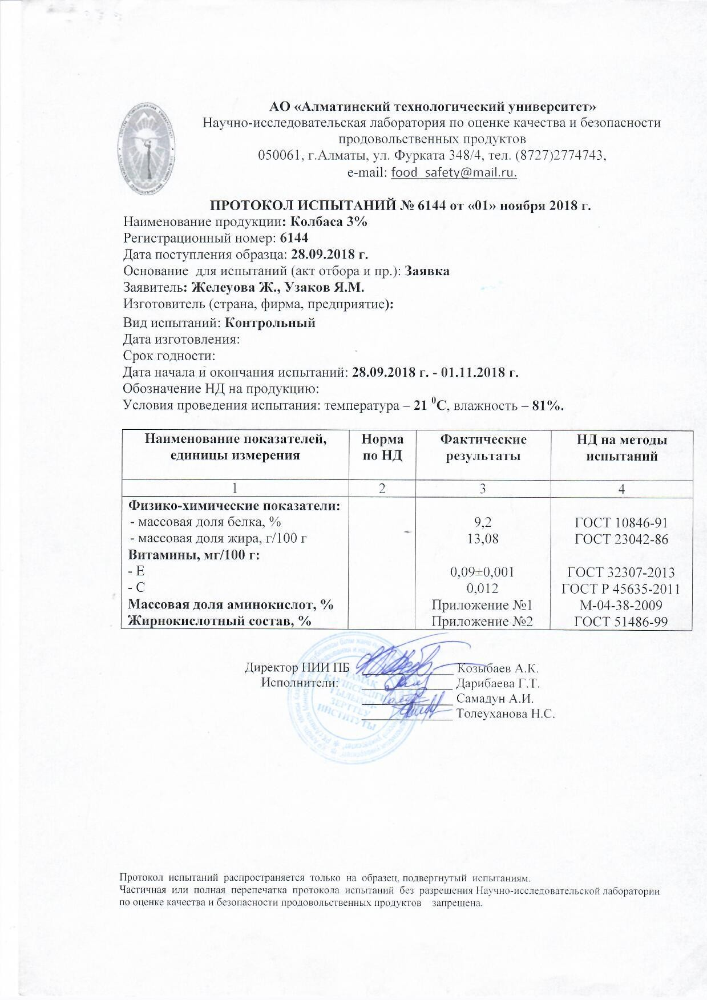 АО «Алматинский технологический университет»
Научно-исследовательская лаборатория по оценке качества и безопасности
продовольственных продуктов
050061, г.Алматы, ул. Фурката 348/4, тел. (8727)2774743,
e-mail: food_safety@mail.ru.
ПРОТОКОЛ ИСПЫТАНИЙ № 6144 от «01» ноября 2018 г.
Наименование продукции: Колбаса 3%
Регистрационный номер: 6144
Дата поступления образца: 28.09.2018 г.
Основание для испытаний (акт отбора и пр.): Заявка
Заявитель: Желеуова Ж., Узаков Я.М.
Изготовитель (страна, фирма, предприятие):
Вид испытаний: Контрольный
Дата изготовления:
Срок годности:
Дата начала и окончания испытаний: 28.09.2018 г. - 01.11.2018 г.
Обозначение НД на продукцию:
Условия проведения испытания: температура – 21 ⁰С, влажность – 81%.
Наименование показателей, Норма Фактические НД на методы
единицы измерения по НД результаты испытаний
1 2 3 4
Физико-химические показатели:
- массовая доля белка, % 9,2 ГОСТ 10846-91
- массовая доля жира, г/100 г 13,08 ГОСТ 23042-86
Витамины, мг/100 г:
- Е 0,09±0,001 ГОСТ 32307-2013
- С 0,012 ГОСТ Р 45635-2011
Массовая доля аминокислот, % Приложение №1 М-04-38-2009
Жирнокислотный состав, % Приложение №2 ГОСТ 51486-99
Директор НИИ ПБ Козыбаев А.К.
Исполнители: Дарибаева Г.Т.
Самадун А.И.
Толеуханова Н.С.
ТАМАҚ
ҚАУІПСІЗДІГІ
ҒЫЛЫМИ-
ЗЕРТТЕУ
ИНСТИТУТЫ
Протокол испытаний распространяется только на образец, подвергнутый испытаниям.
Частичная или полная перепечатка протокола испытаний без разрешения Научно-исследовательской лаборатории
по оценке качества и безопасности продовольственных продуктов запрещена.